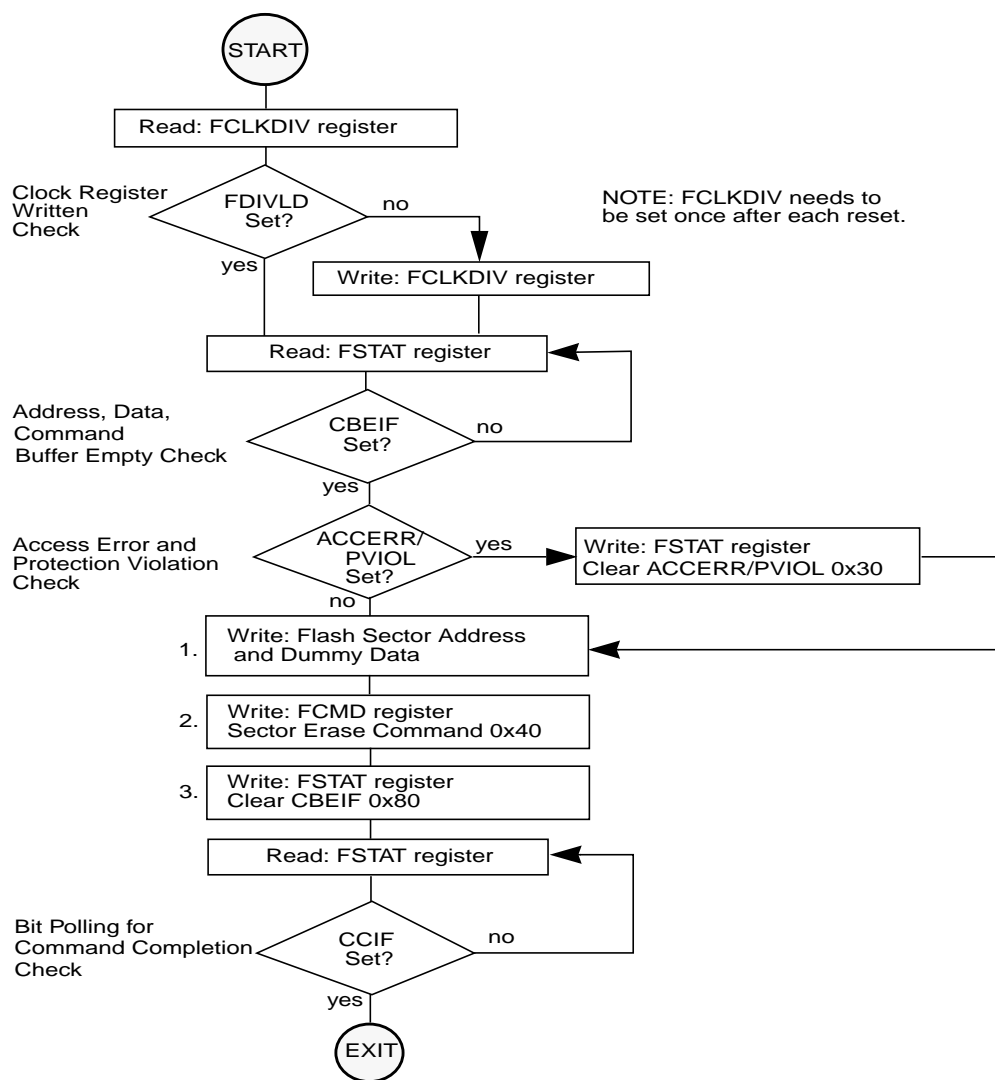 START
Read: FCLKDIV register
Clock Register
Written
Check
FDIVLD
Set?
no
NOTE: FCLKDIV needs to
be set once after each reset.
yes
Write: FCLKDIV register
Read: FSTAT register
Address, Data,
Command
Buffer Empty Check
CBEIF
Set?
no
yes
Access Error and
Protection Violation
Check
ACCERR/
PVIOL
Set?
yes
Write: FSTAT register
Clear ACCERR/PVIOL 0x30
no
1.
Write: Flash Sector Address
and Dummy Data
2.
Write: FCMD register
Sector Erase Command 0x40
3.
Write: FSTAT register
Clear CBEIF 0x80
Read: FSTAT register
Bit Polling for
Command Completion
Check
CCIF
Set?
no
yes
EXIT